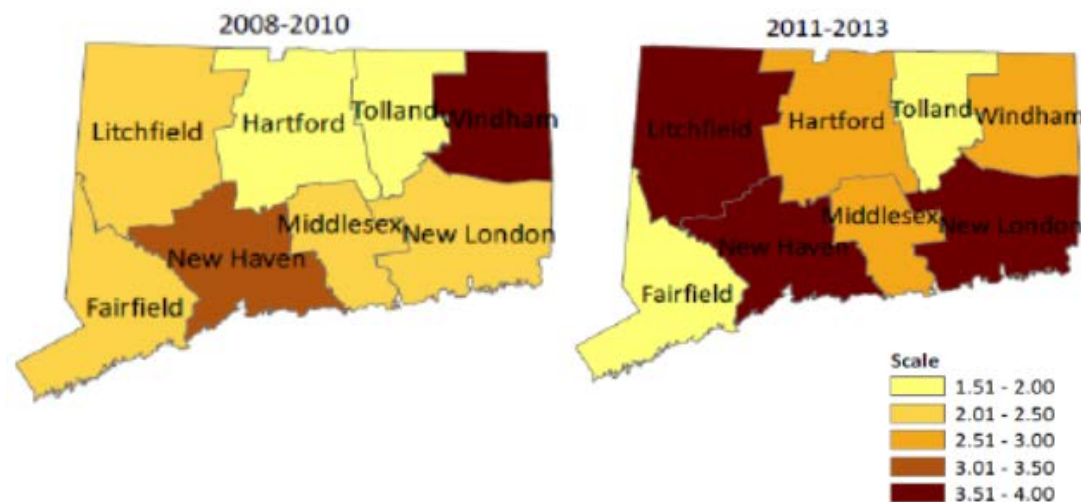 2008-2010
Litchfield
Hartford
Tolland
Windham
Middlesex
New London
New Haven
Fairfield
2011-2013
Litchfield
Hartford
Tolland
Windham
Middlesex
New London
New Haven
Fairfield
Scale
1.51 - 2.00
2.01 - 2.50
2.51 - 3.00
3.01 - 3.50
3.51 - 4.00